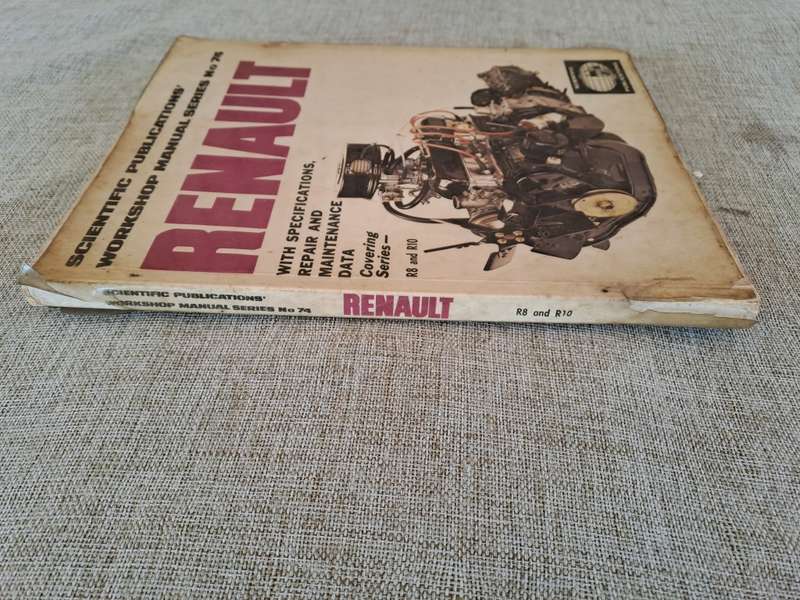 SCIENTIFIC PUBLICATIONS'
WORKSHOP MANUAL SERIES No 74
RENAULT
WITH SPECIFICATIONS,
REPAIR AND
MAINTENANCE
DATA
Covering
Series—
R8 and R10
SCIENTIFIC PUBLICATIONS'
WORKSHOP MANUAL SERIES No 74
RENAULT
R8 and R10